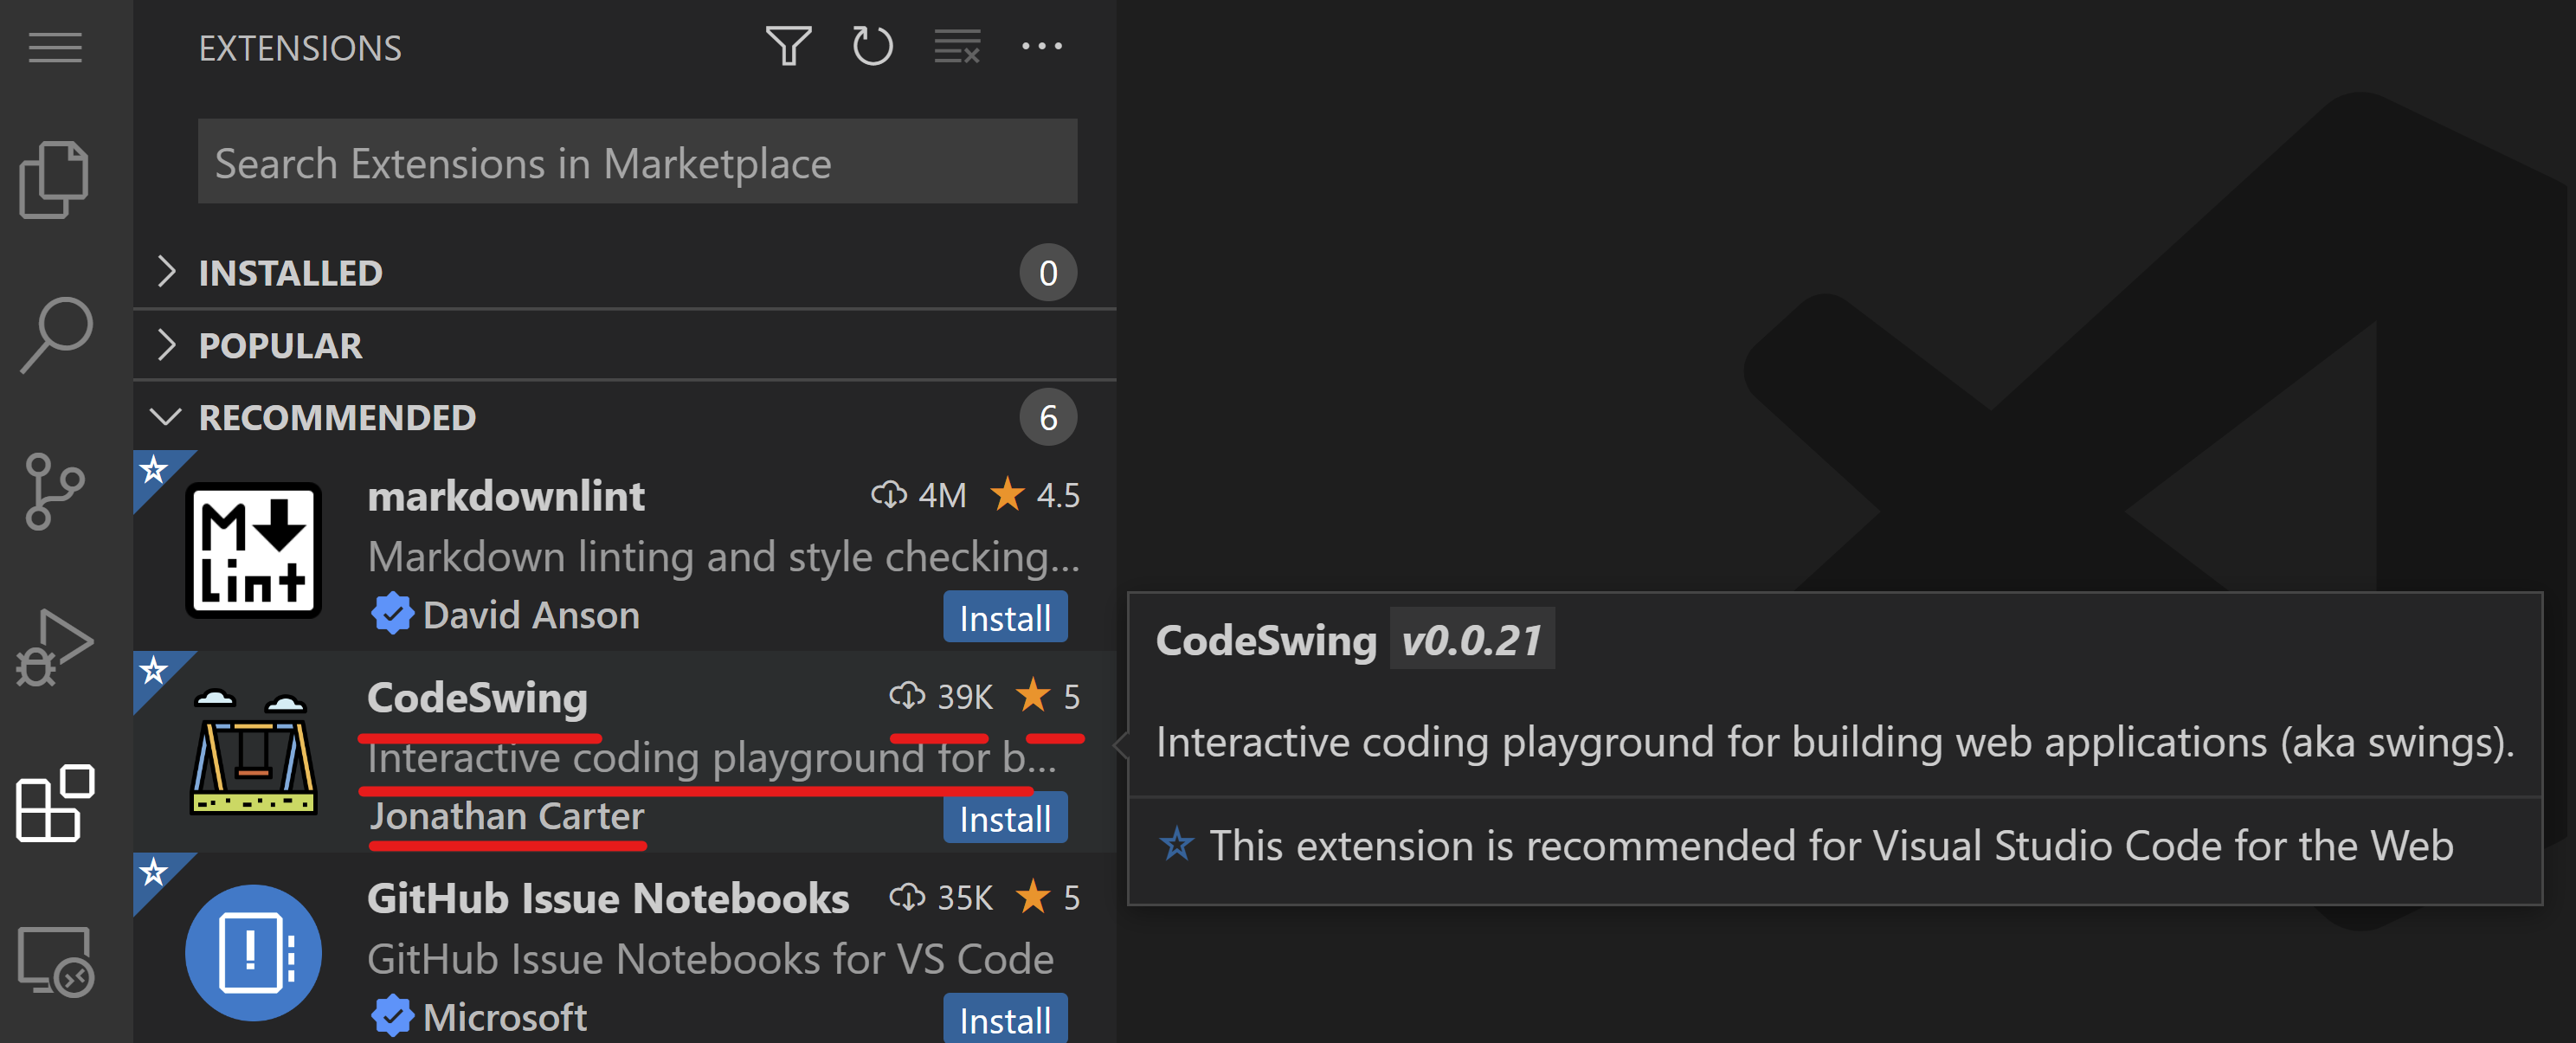 EXTENSIONS
Search Extensions in Marketplace
INSTALLED 0
POPULAR
RECOMMENDED 6
M Lint
markdownlint 4M 4.5
Markdown linting and style checking...
David Anson Install
CodeSwing 39K 5
Interactive coding playground for b...
Jonathan Carter Install
GitHub Issue Notebooks 35K 5
GitHub Issue Notebooks for VS Code
Microsoft Install
CodeSwing v0.0.21
Interactive coding playground for building web applications (aka swings).
This extension is recommended for Visual Studio Code for the Web